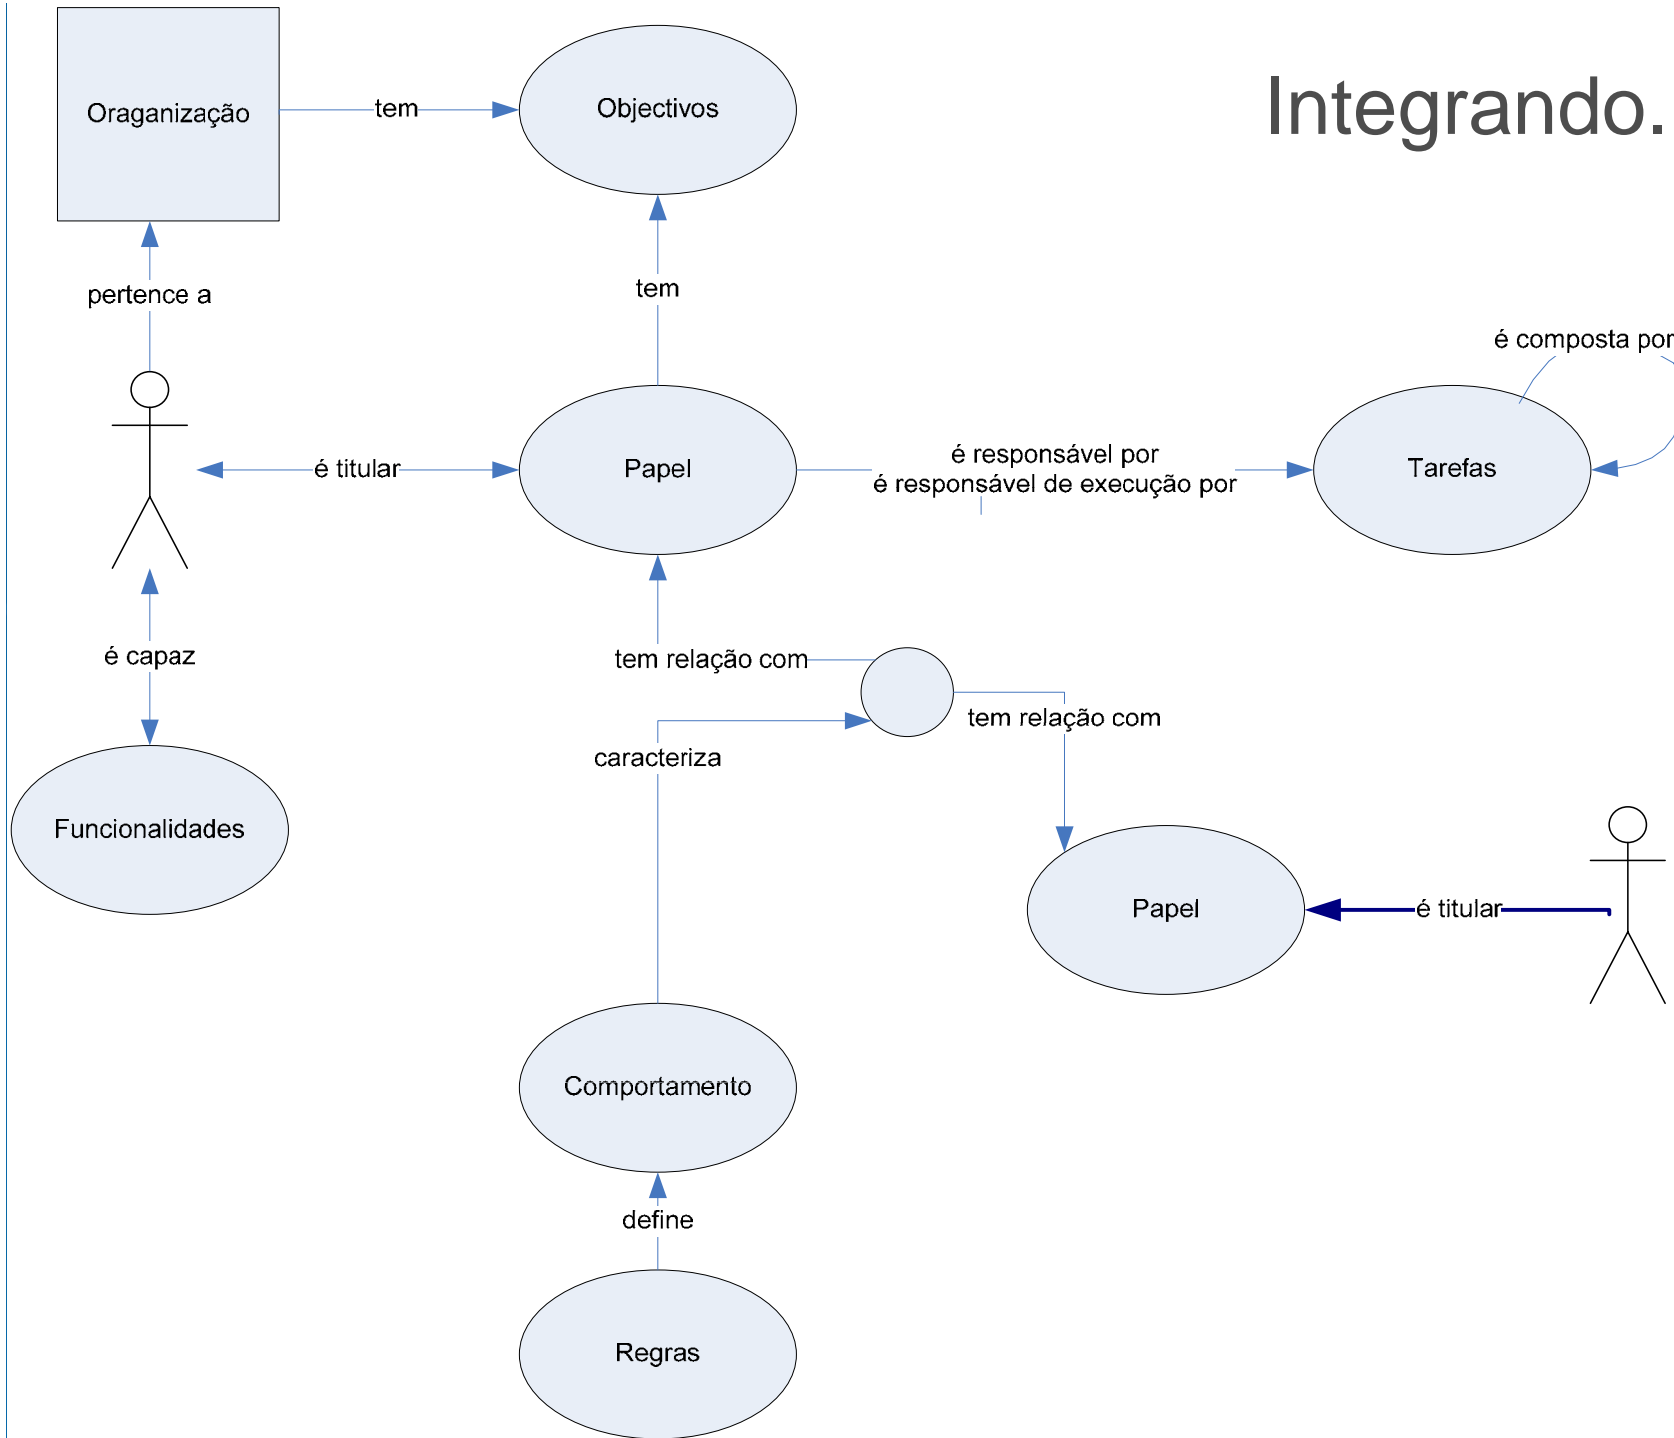 Integrando.
Oraganização
tem
Objectivos
pertence a
tem
é composta por
é titular
Papel
é responsável por
é responsável de execução por
Tarefas
é capaz
tem relação com
tem relação com
caracteriza
Funcionalidades
Papel
é titular
Comportamento
define
Regras